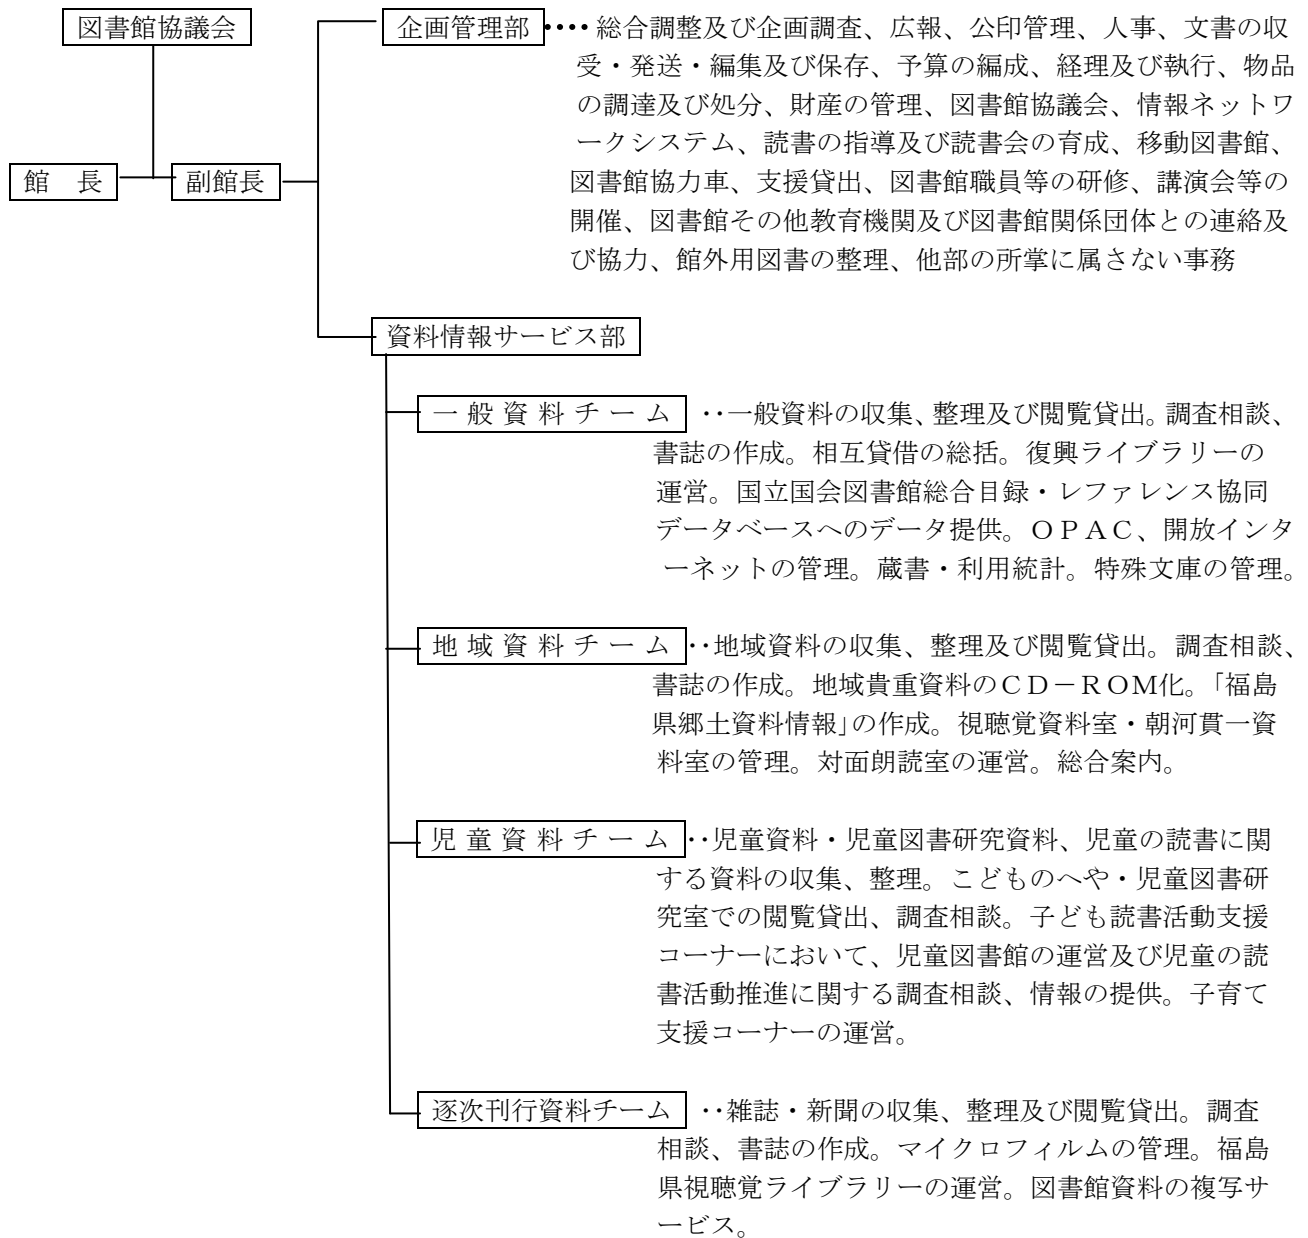 図書館協議会
館　長
副館長
企画管理部‥‥総合調整及び企画調査、広報、公印管理、人事、文書の収
受・発送・編集及び保存、予算の編成、経理及び執行、物品
の調達及び処分、財産の管理、図書館協議会、情報ネットワ
ークシステム、読書の指導及び読書会の育成、移動図書館、
図書館協力車、支援貸出、図書館職員等の研修、講演会等の
開催、図書館その他教育機関及び図書館関係団体との連絡及
び協力、館外用図書の整理、他部の所掌に属さない事務
資料情報サービス部
一般資料チーム ‥一般資料の収集、整理及び閲覧貸出。調査相談、
書誌の作成。相互貸借の総括。復興ライブラリーの
運営。国立国会図書館総合目録・レファレンス協同
データベースへのデータ提供。ＯＰＡＣ、開放インタ
ーネットの管理。蔵書・利用統計。特殊文庫の管理。
地域資料チーム ‥地域資料の収集、整理及び閲覧貸出。調査相談、
書誌の作成。地域貴重資料のＣＤ－ＲＯＭ化。「福島
県郷土資料情報」の作成。視聴覚資料室・朝河貫一資
料室の管理。対面朗読室の運営。総合案内。
児童資料チーム ‥児童資料・児童図書研究資料、児童の読書に関
する資料の収集、整理。こどものへや・児童図書研
究室での閲覧貸出、調査相談。子ども読書活動支援
コーナーにおいて、児童図書館の運営及び児童の読
書活動推進に関する調査相談、情報の提供。子育て
支援コーナーの運営。
逐次刊行資料チーム ‥雑誌・新聞の収集、整理及び閲覧貸出。調査
相談、書誌の作成。マイクロフィルムの管理。福島
県視聴覚ライブラリーの運営。図書館資料の複写サ
ービス。